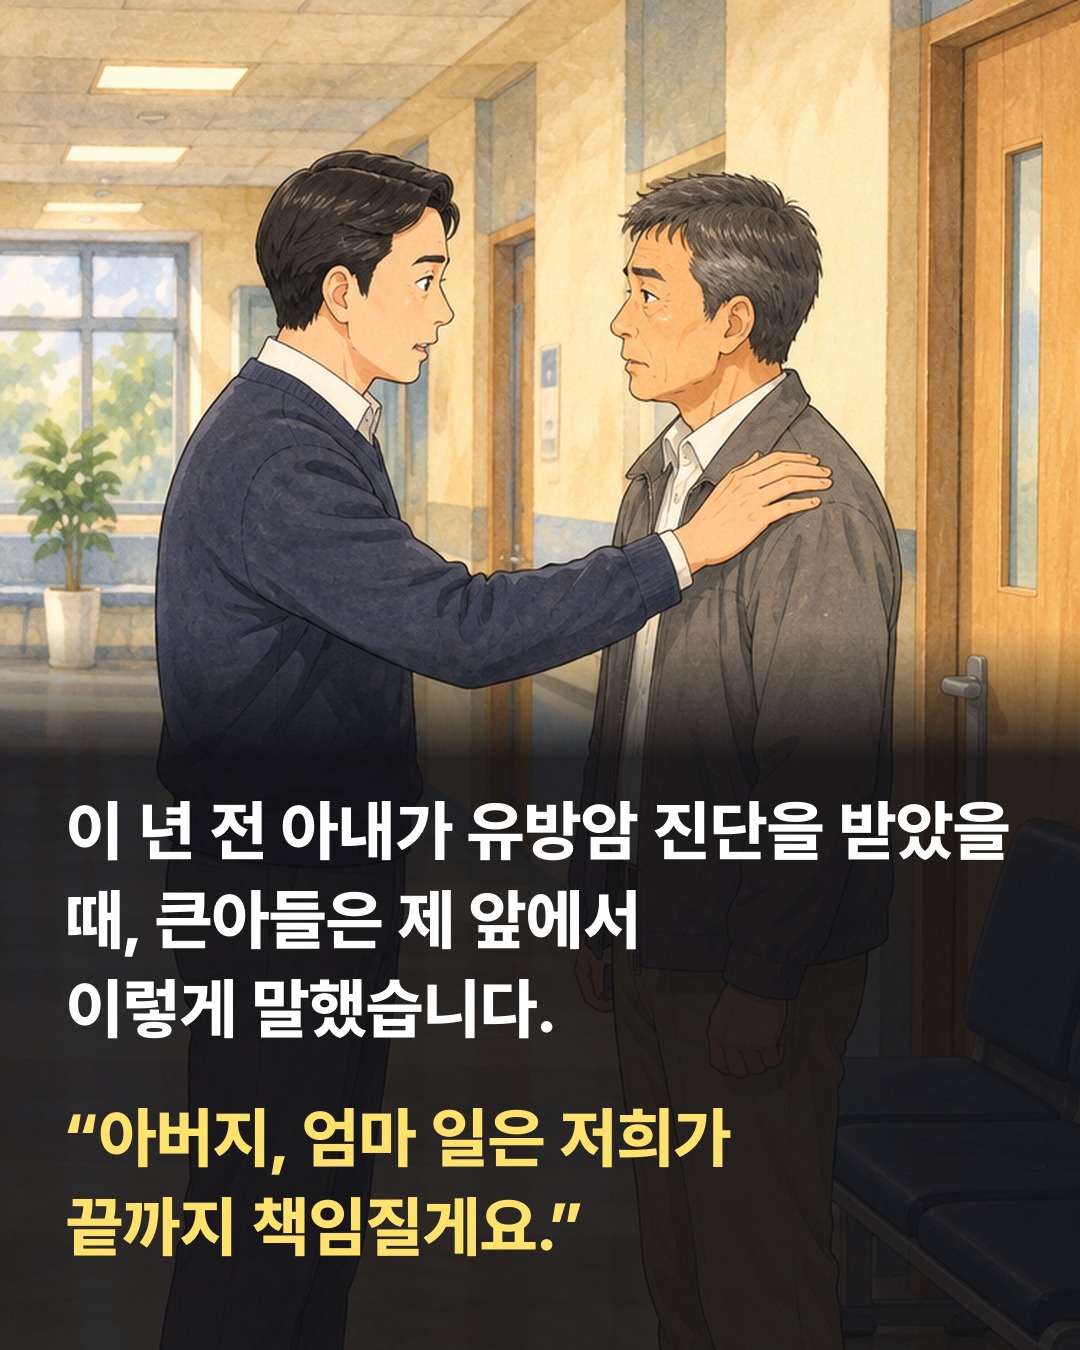 이 년 전 아내가 유방암 진단을 받았을
때, 큰아들은 제 앞에서
이렇게 말했습니다.
“아버지, 엄마 일은 저희가
끝까지 책임질게요.”